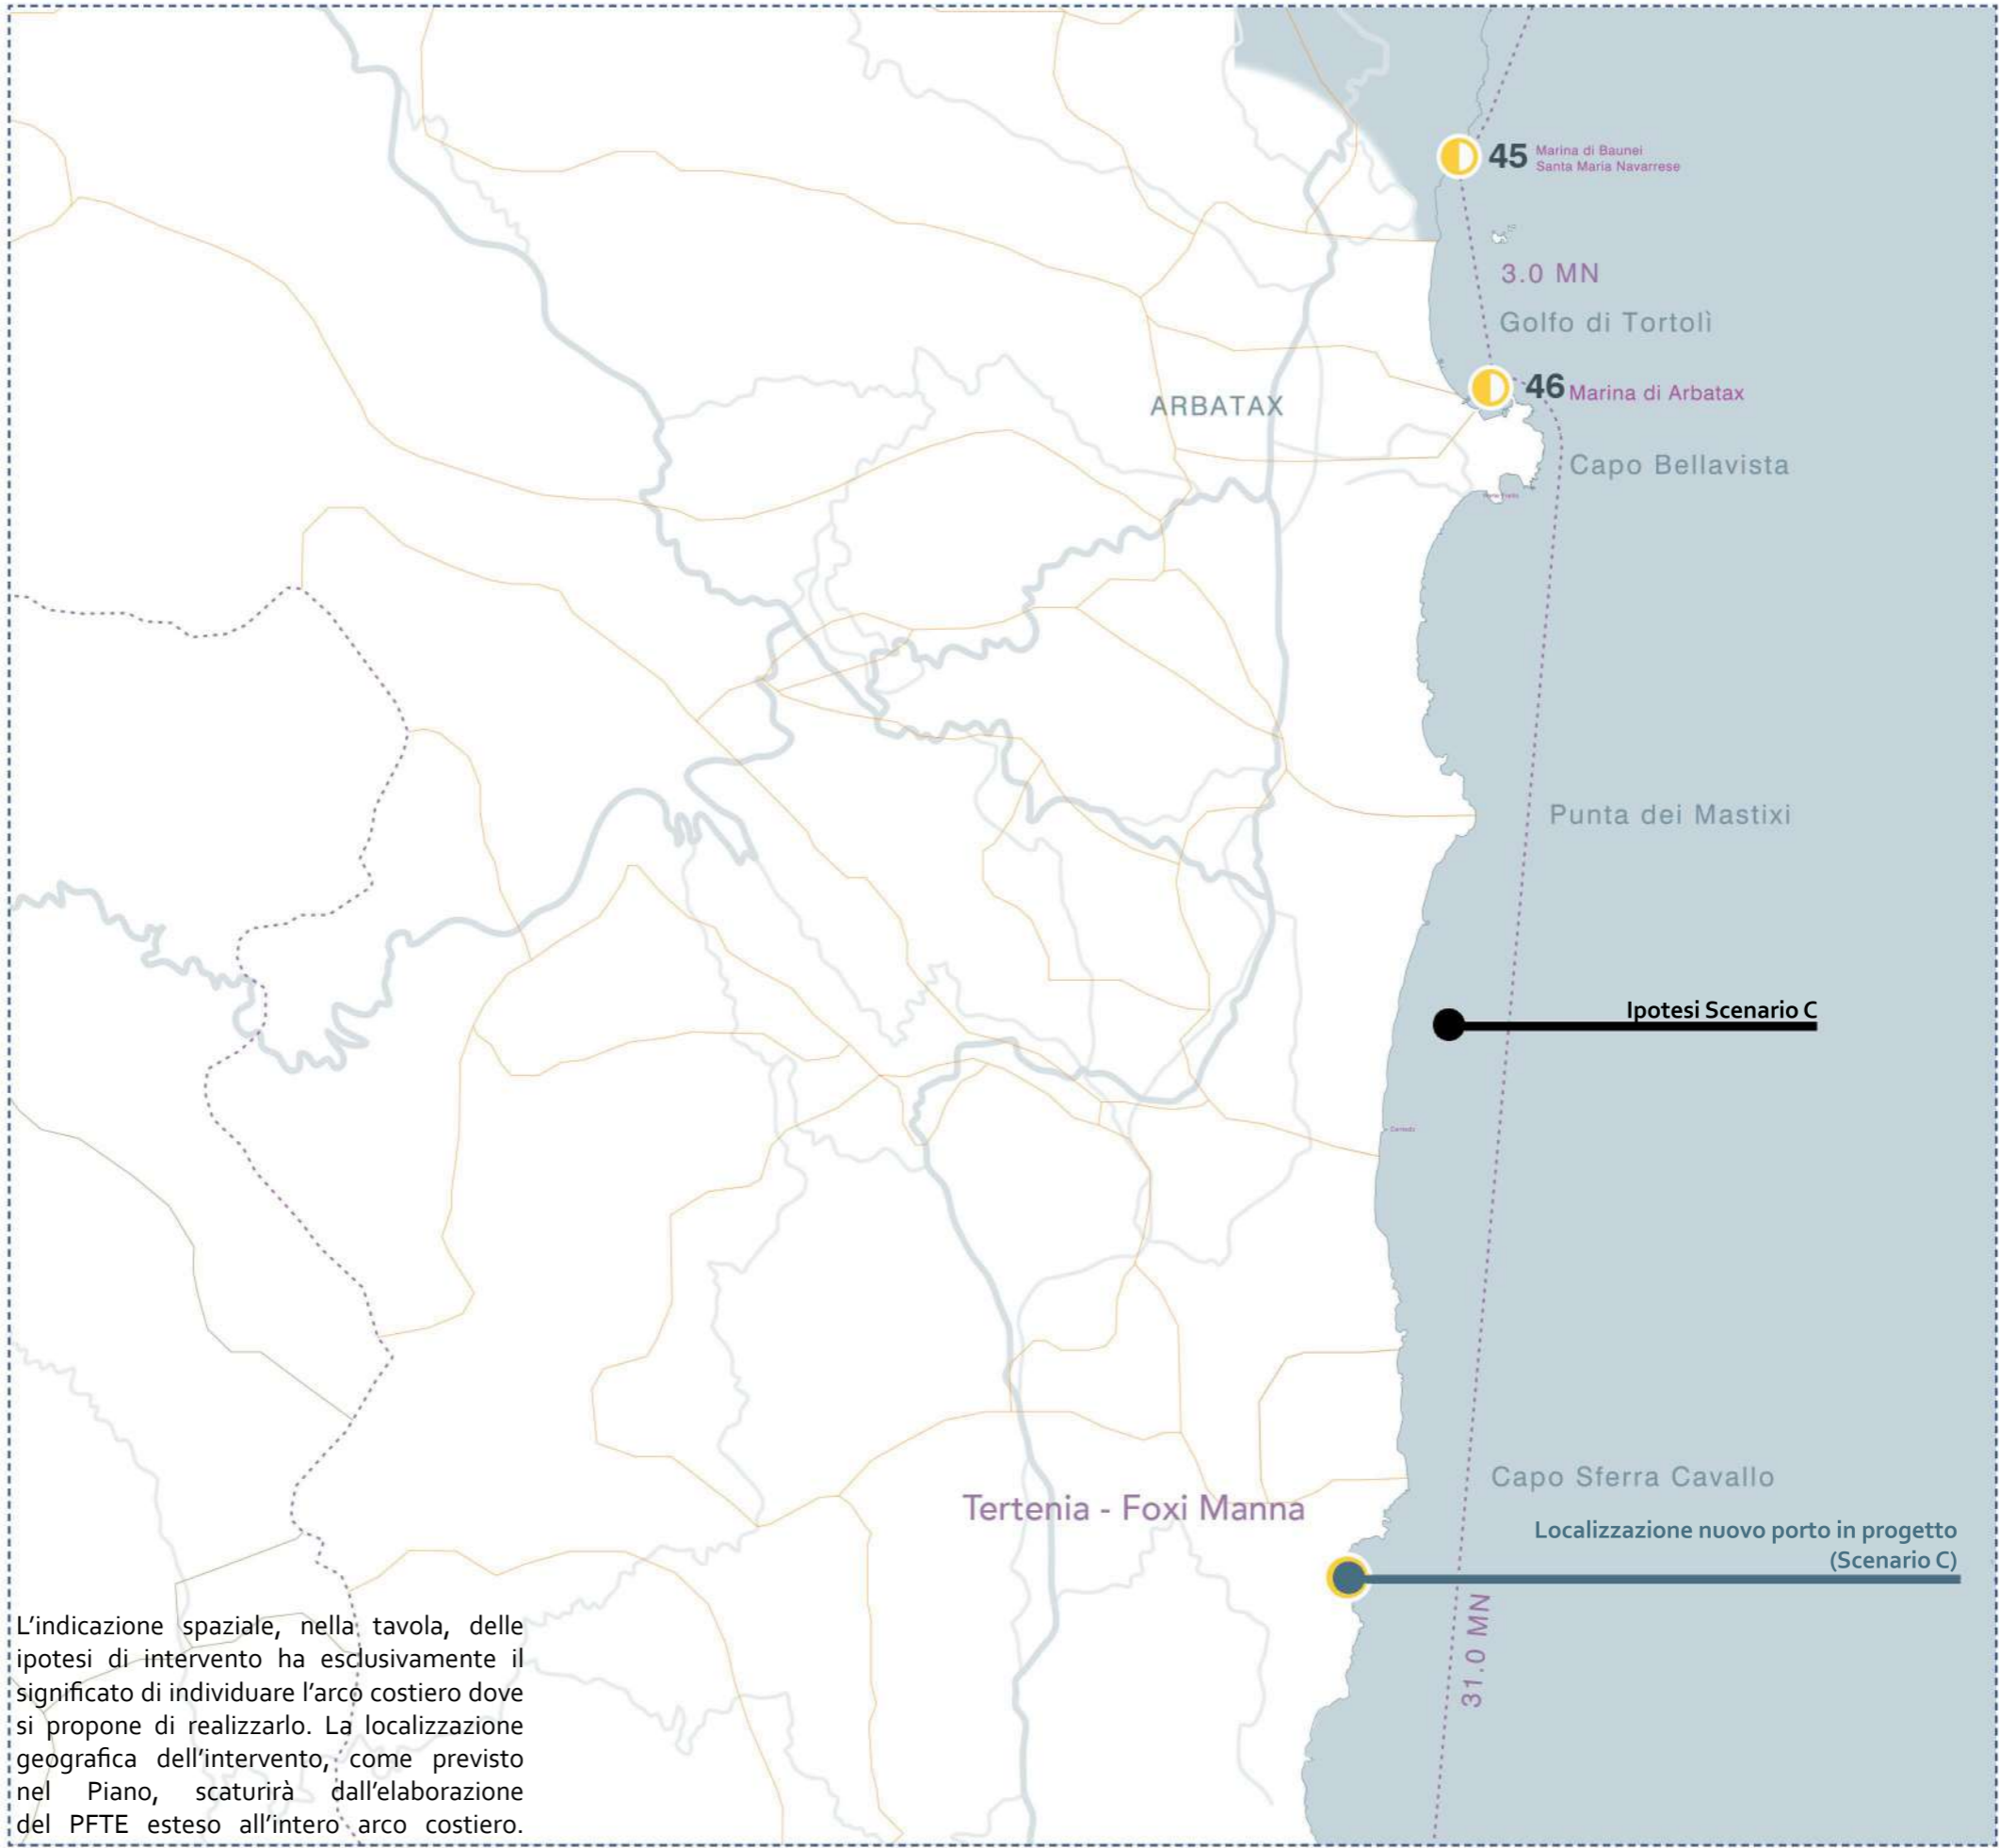 45 Marina di Baunei
Santa Maria Navarrese
3.0 MN
Golfo di Tortolì
ARBATAX
46 Marina di Arbatax
Capo Bellavista
Punta dei Mastixi
Ipotesi Scenario C
Capo Sferra Cavallo
Tertenia - Foxi Manna
Localizzazione nuovo porto in progetto
(Scenario C)
31.0 MN
L’indicazione spaziale, nella tavola, delle
ipotesi di intervento ha esclusivamente il
significato di individuare l’arco costiero dove
si propone di realizzarlo. La localizzazione
geografica dell’intervento, come previsto
nel Piano, scaturirà dall’elaborazione
del PFTE esteso all’intero arco costiero.